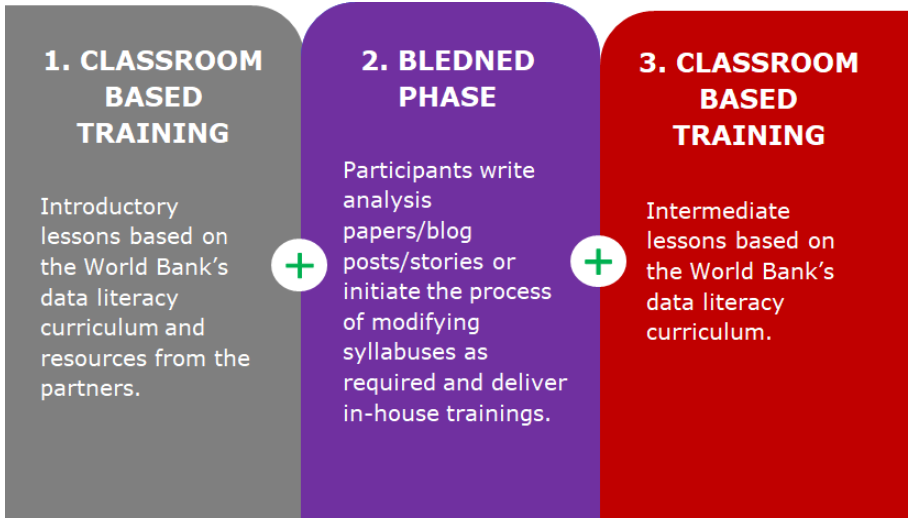 1. CLASSROOM
BASED
TRAINING
Introductory
lessons based on
the World Bank’s
data literacy
curriculum and
resources from the
partners.
+
2. BLEDNED
PHASE
Participants write
analysis
papers/blog
posts/stories or
initiate the process
of modifying
syllabuses as
required and deliver
in-house trainings.
+
3. CLASSROOM
BASED
TRAINING
Intermediate
lessons based on
the World Bank’s
data literacy
curriculum.